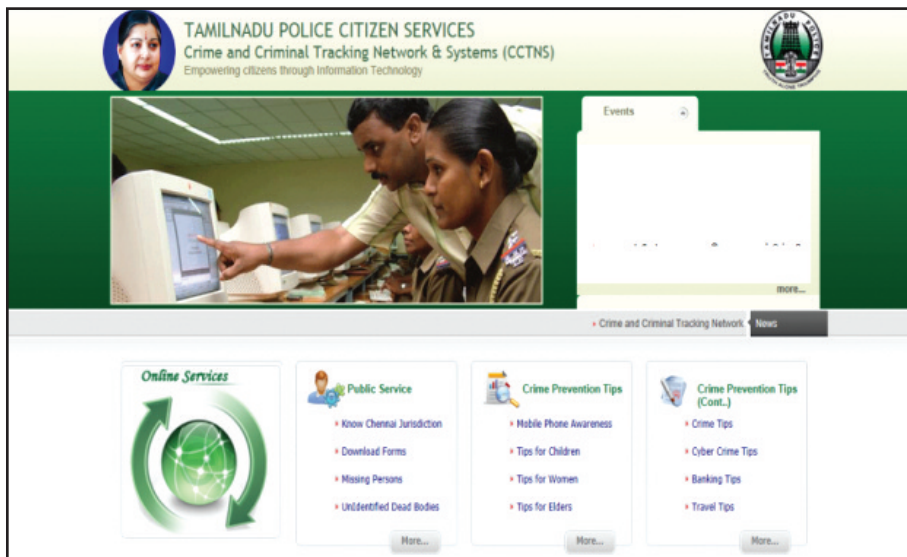 TAMILNADU POLICE CITIZEN SERVICES
Crime and Criminal Tracking Network & Systems (CCTNS)
Empowering citizens through Information Technology
TAMILNADU POLICE
Events
more...
Crime and Criminal Tracking Network
News
Online Services
Public Service
Know Chennai Jurisdiction
Download Forms
Missing Persons
UnIdentified Dead Bodies
More...
Crime Prevention Tips
Mobile Phone Awareness
Tips for Children
Tips for Women
Tips for Elders
More...
Crime Prevention Tips
(Cont..)
Crime Tips
Cyber Crime Tips
Banking Tips
Travel Tips
More...